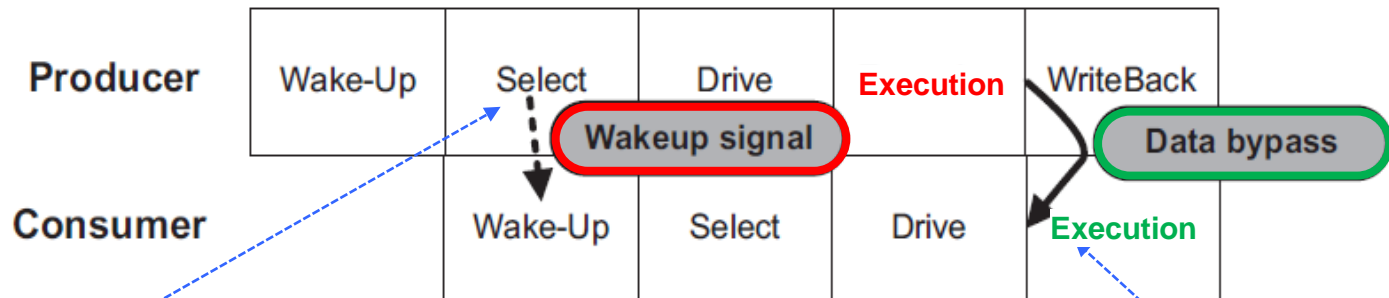 Producer Wake-Up Select Drive Execution WriteBack
Wakeup signal Data bypass
Consumer Wake-Up Select Drive Execution